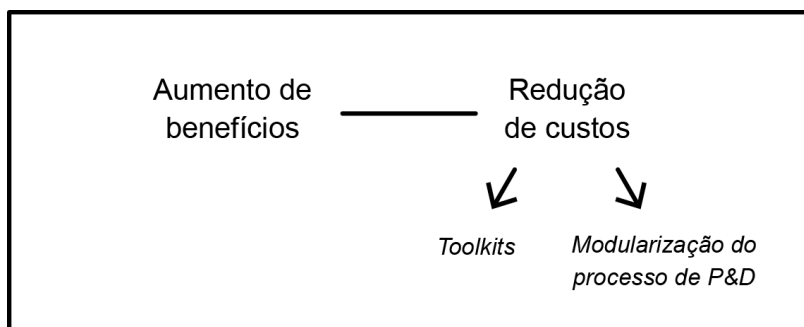 Aumento de
benefícios
Redução
de custos
Toolkits
Modularização do
processo de P&D